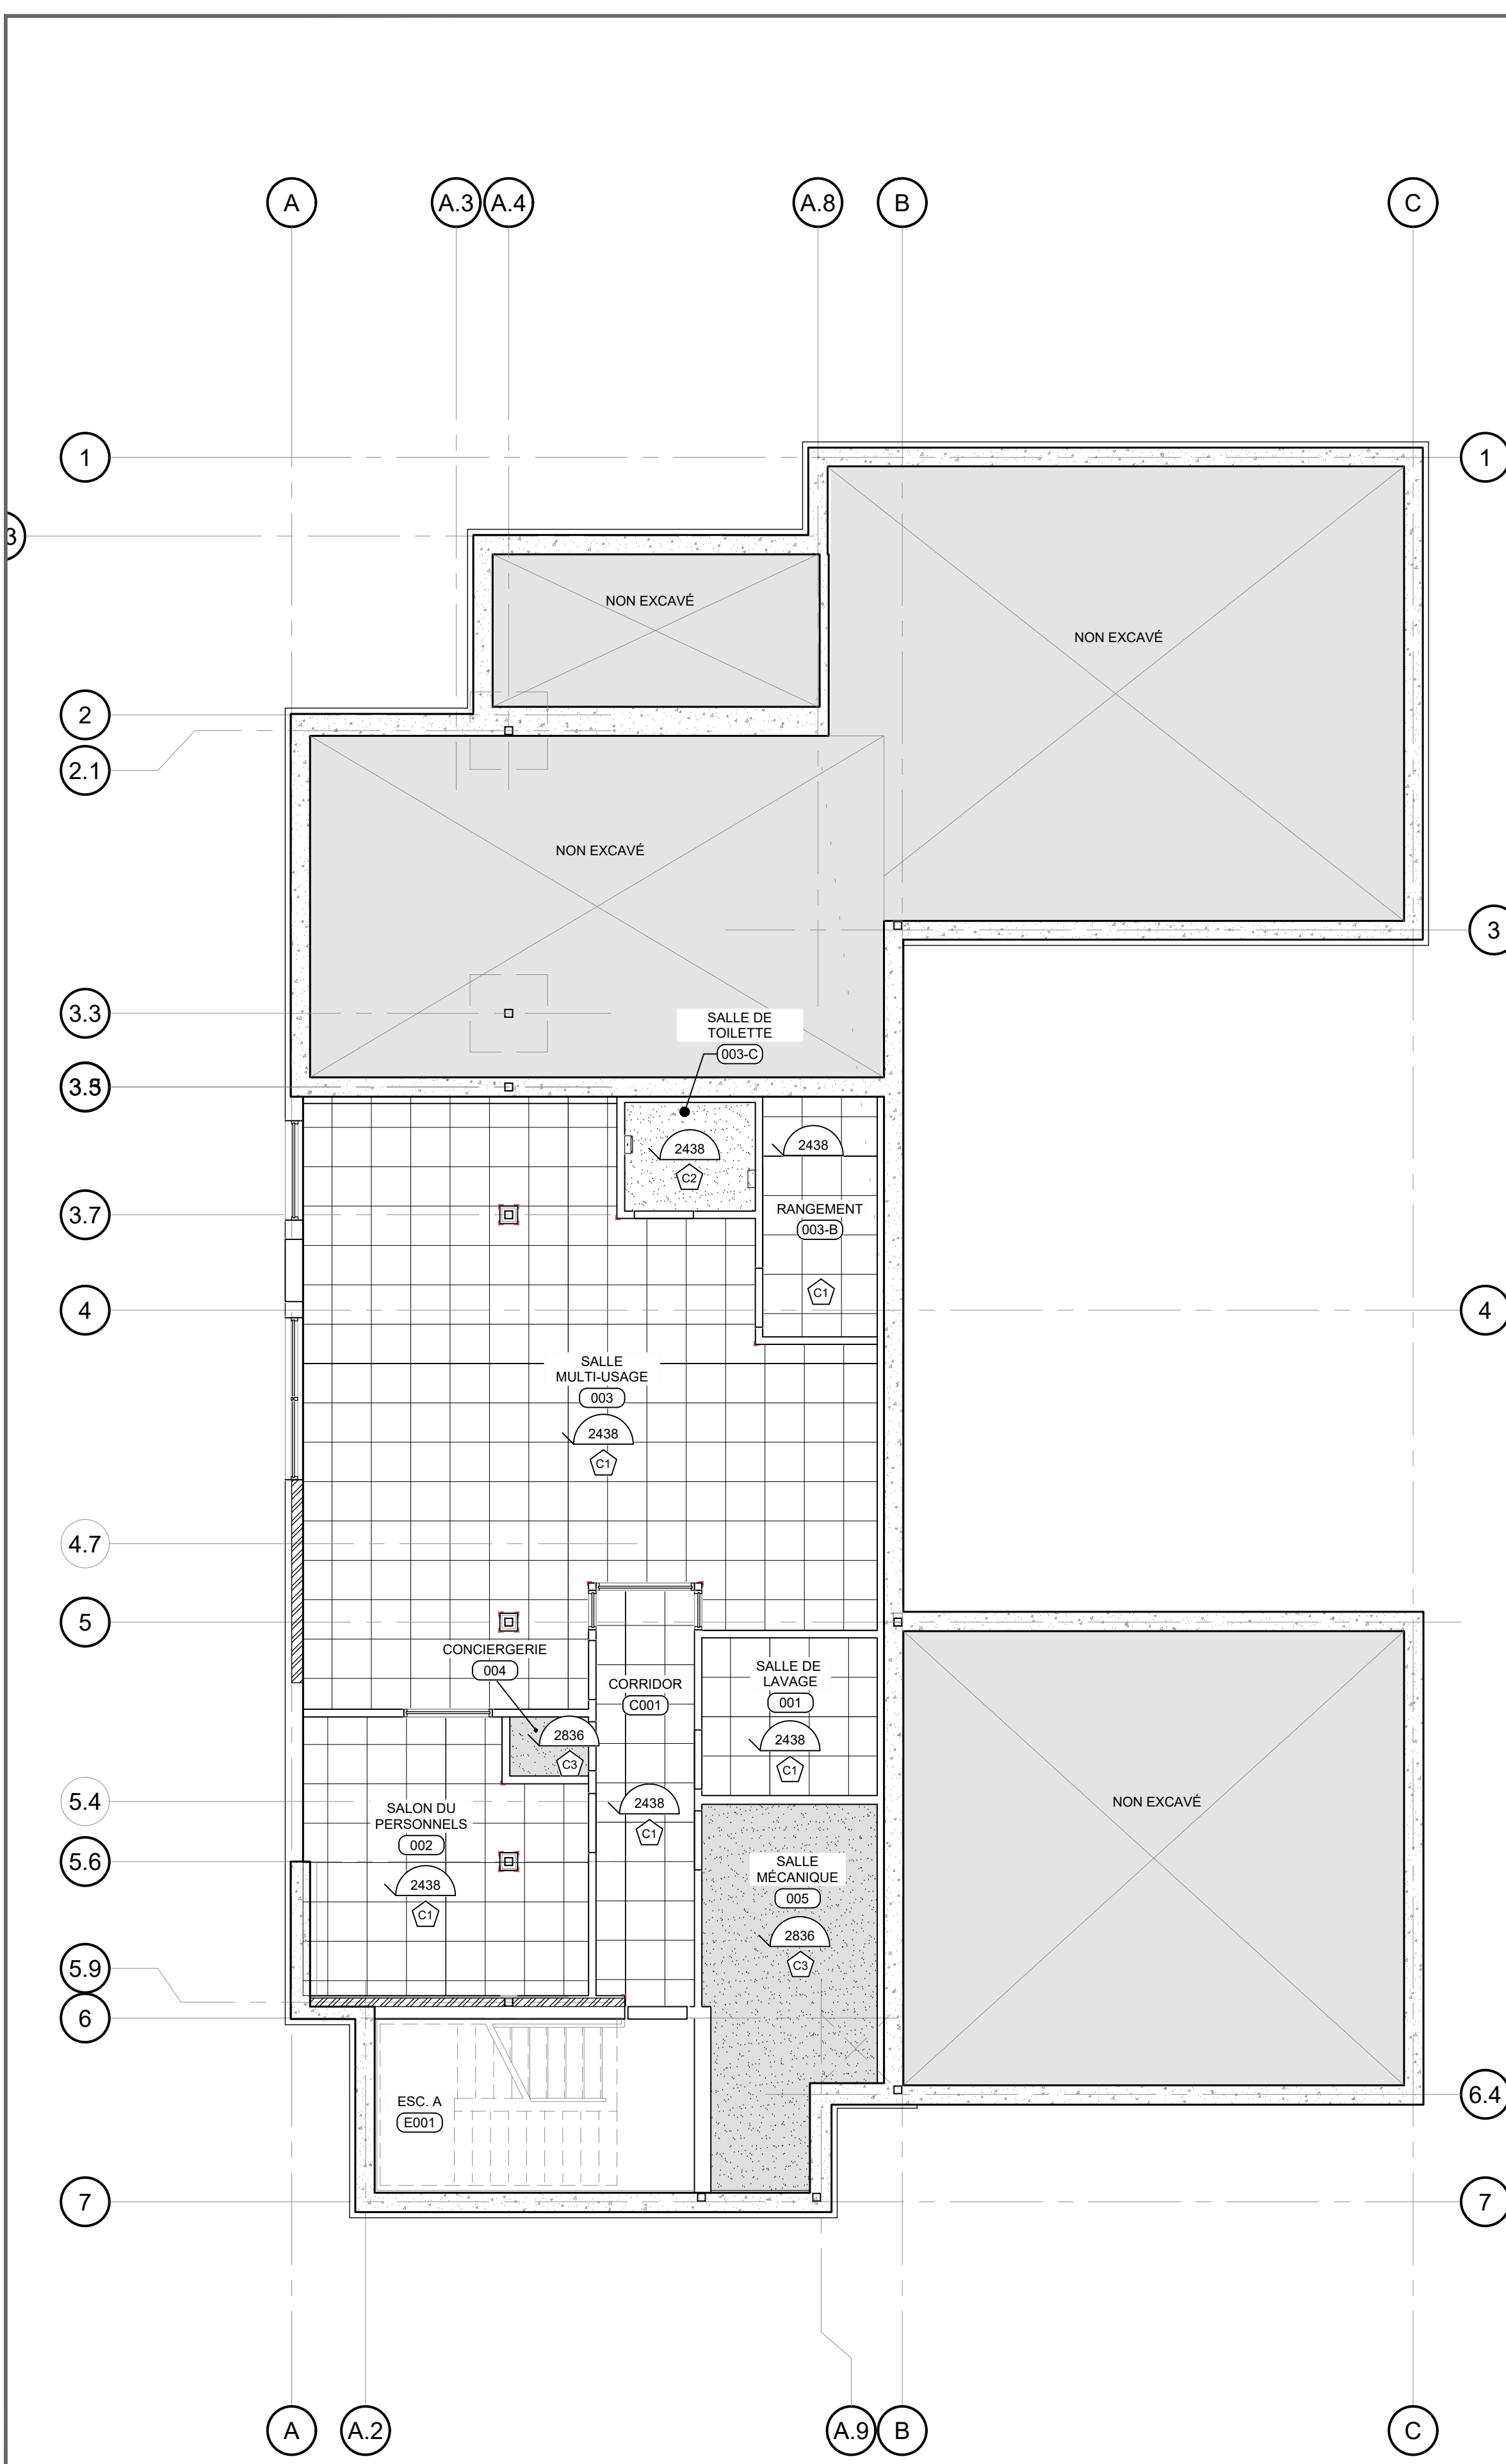 A
A.3
A.4
A.8
B
C
1
1
3
NON EXCAVÉ
NON EXCAVÉ
2
2.1
NON EXCAVÉ
3
3.3
SALLE DE
TOILETTE
003-C
2438
C2
2438
RANGEMENT
003-B
C1
3.7
4
4
SALLE
MULTI-USAGE
003
2438
C1
4.7
5
CONCIERGERIE
004
2836
C3
CORRIDOR
C001
2438
C1
SALLE DE
LAVAGE
001
2438
C1
5.4
SALON DU
PERSONNELS
002
2438
C1
NON EXCAVÉ
5.6
SALLE
MÉCANIQUE
005
2836
C3
5.9
6
ESC. A
E001
6.4
7
7
A
A.2
A.9
B
C